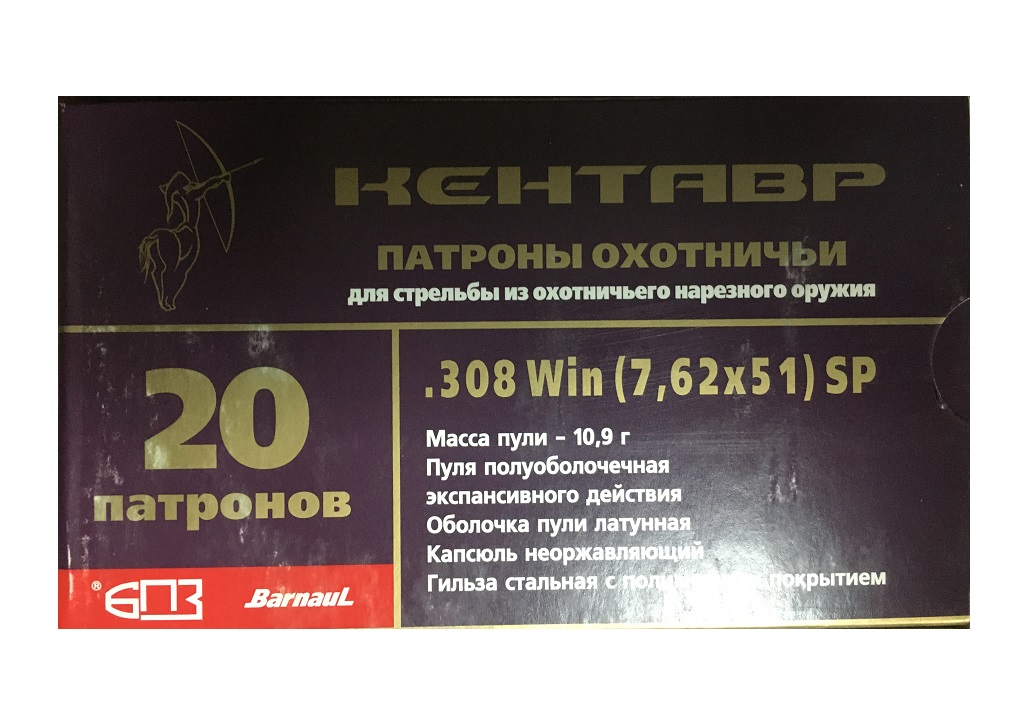 КЕНТАВР
ПАТРОНЫ ОХОТНИЧЬИ
для стрельбы из охотничьего нарезного оружия
20
патронов
.308 Win (7,62x51) SP
Масса пули – 10,9 г
Пуля полуоболочечная
экспансивного действия
Оболочка пули латунная
Капсюль неоржавляющий
Гильза стальная с покрытием
® БПЗ
Barnaul